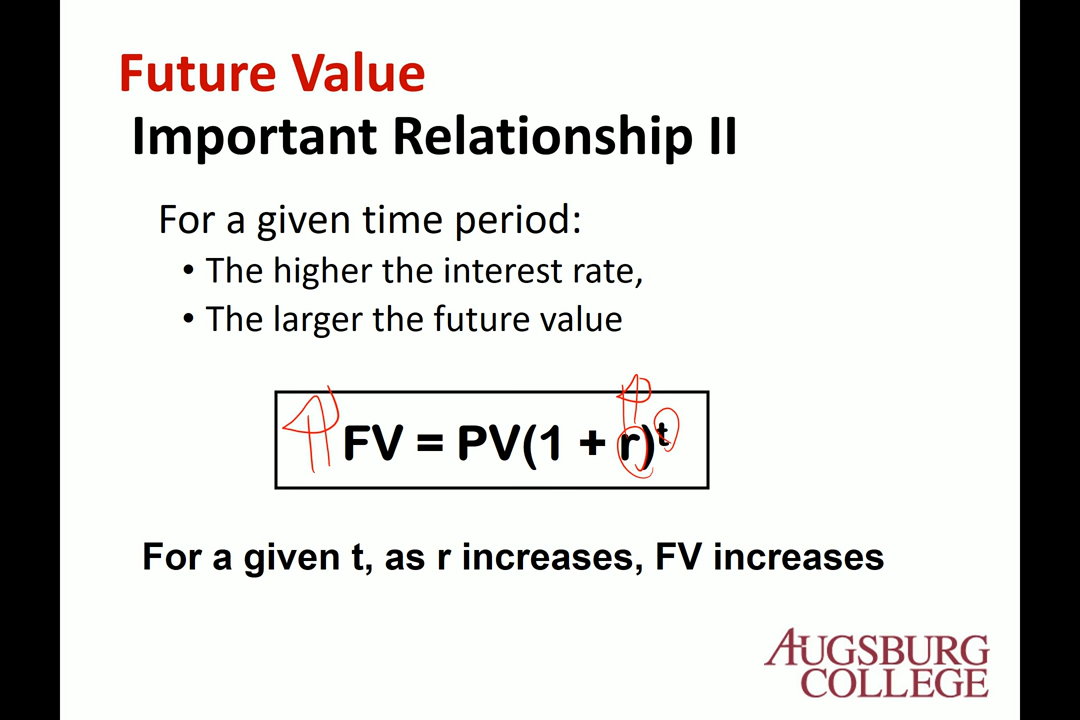 Future Value
Important Relationship II
For a given time period:
• The higher the interest rate,
• The larger the future value
FV = PV(1 + r)ᵗ
For a given t, as r increases, FV increases
AUGSBURG
COLLEGE